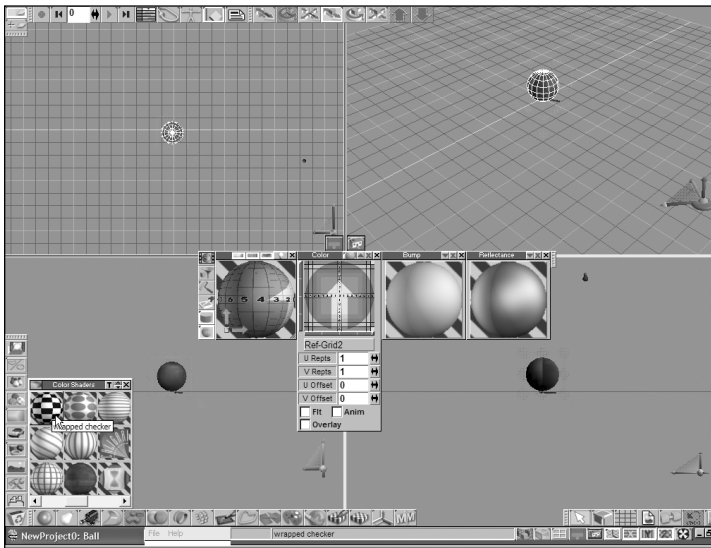 0
Color
Bump
Reflectance
6 5 4 3 2
Ref-Grid2
U Repts 1
V Repts 1
U Offset 0
V Offset 0
Flt Anim
Overlay
Color Shaders
wrapped checker
NewProject0: Ball
File Help
wrapped checker